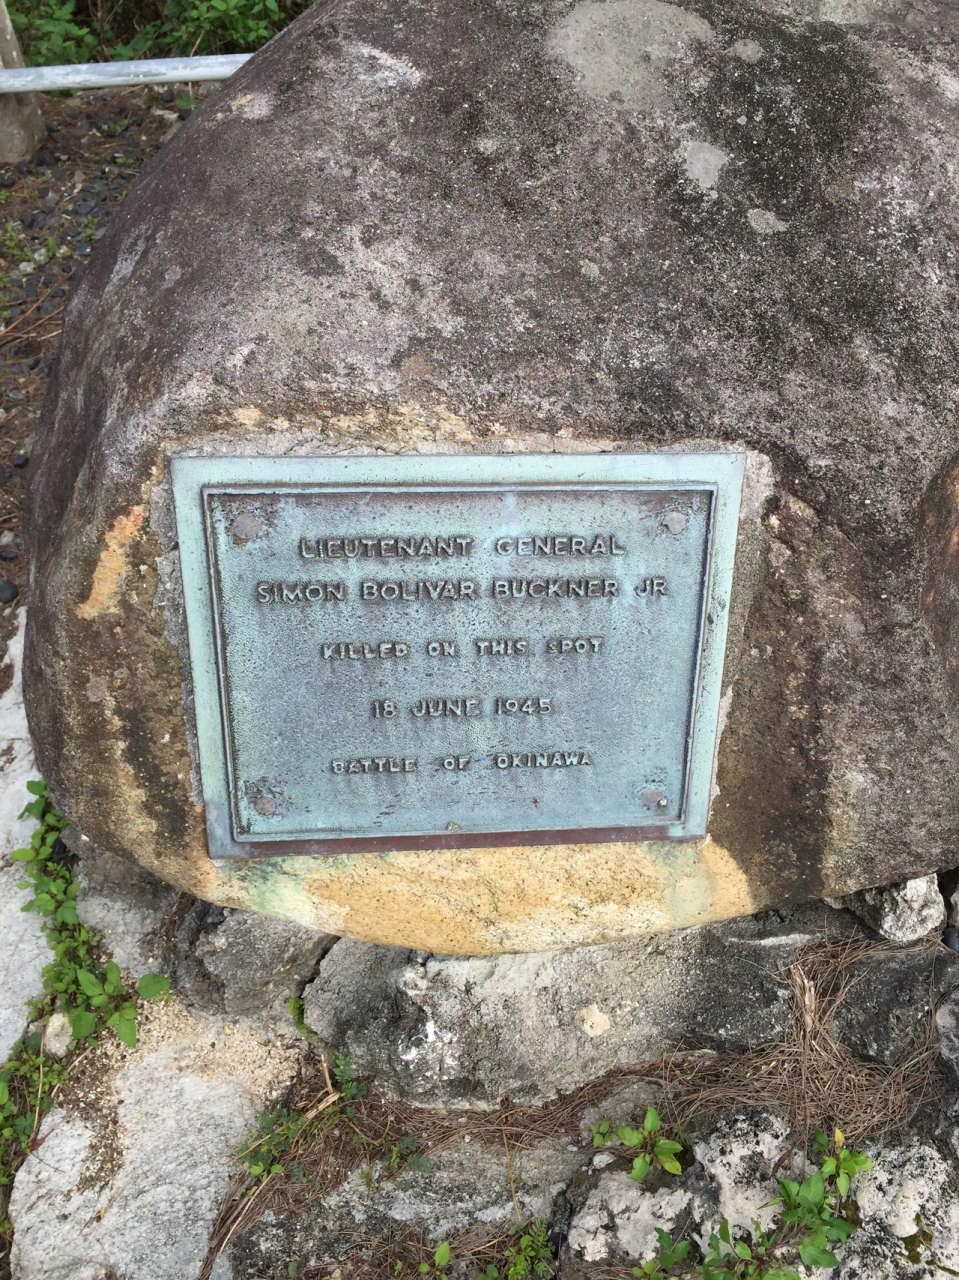 LIEUTENANT GENERAL
SIMON BOLIVAR BUCKNER JR
KILLED ON THIS SPOT
18 JUNE 1945
BATTLE OF OKINAWA